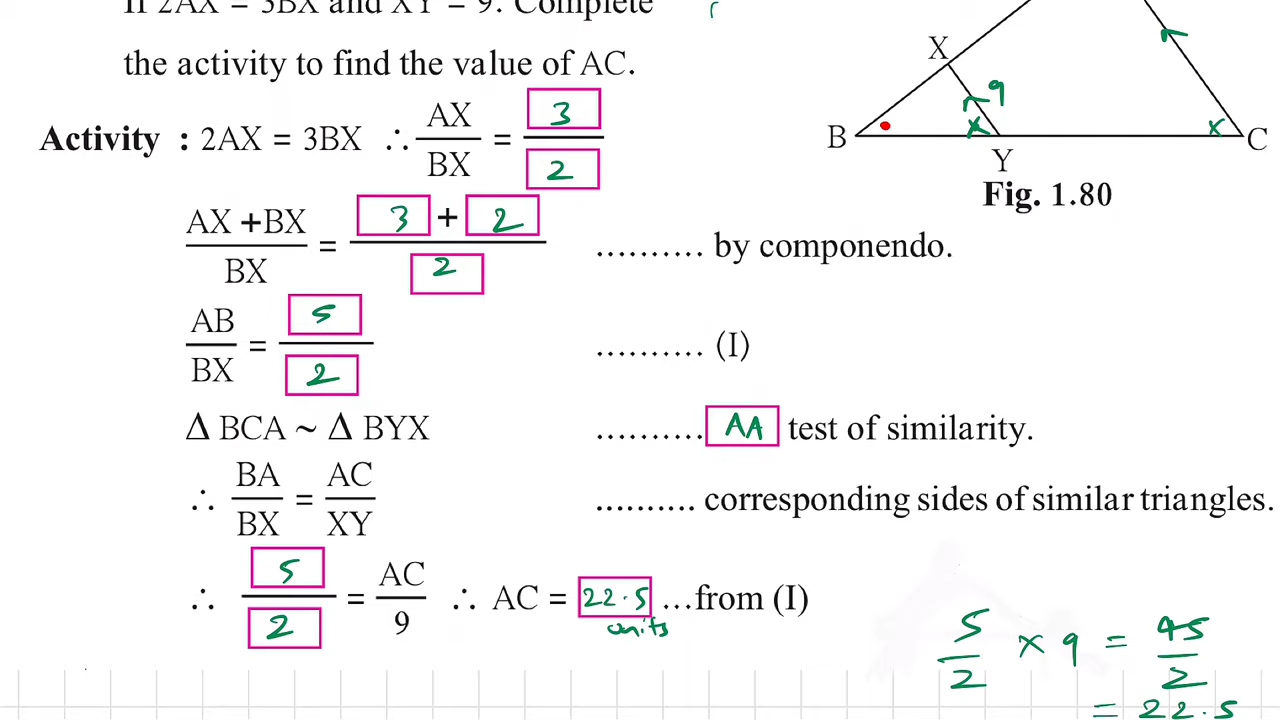 If 2AX = 3BX and XY = 9. Complete
the activity to find the value of AC.
X
9
B
Y
C
x
x
Fig. 1.80
Activity : 2AX = 3BX ∴ AX/BX = 3/2
AX +BX/BX = 3 + 2/2 .......... by componendo.
AB/BX = 5/2 .......... (I)
Δ BCA ~ Δ BYX .......... AA test of similarity.
∴ BA/BX = AC/XY .......... corresponding sides of similar triangles.
∴ 5/2 = AC/9 ∴ AC = 22.5 ...from (I)
units
5/2 × 9 = 45/2
= 22.5